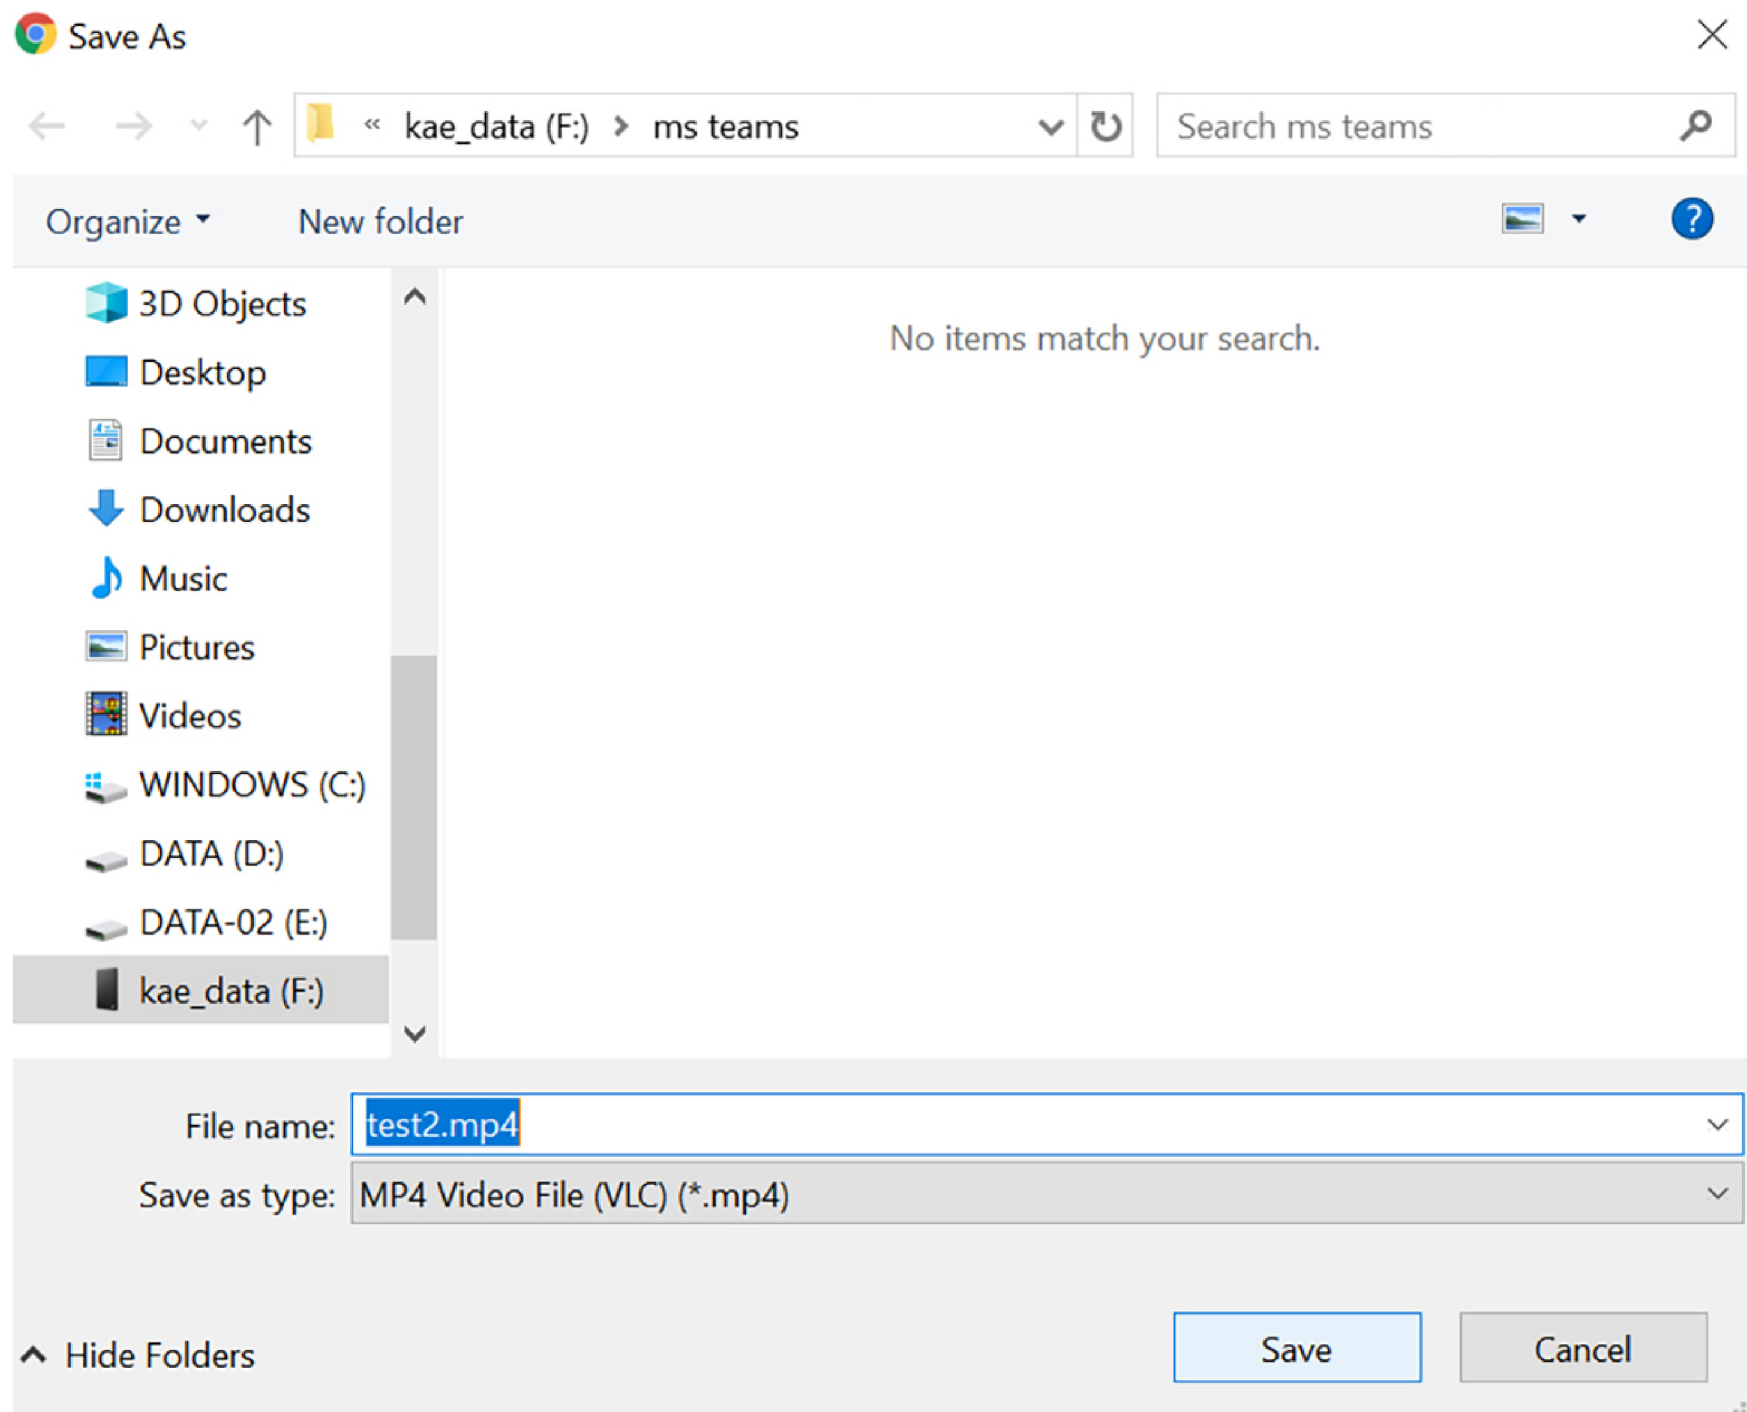 Save As
« kae_data (F:) > ms teams
Search ms teams
Organize
New folder
?
3D Objects
Desktop
Documents
Downloads
Music
Pictures
Videos
WINDOWS (C:)
DATA (D:)
DATA-02 (E:)
kae_data (F:)
No items match your search.
File name: test2.mp4
Save as type: MP4 Video File (VLC) (*.mp4)
Hide Folders
Save
Cancel